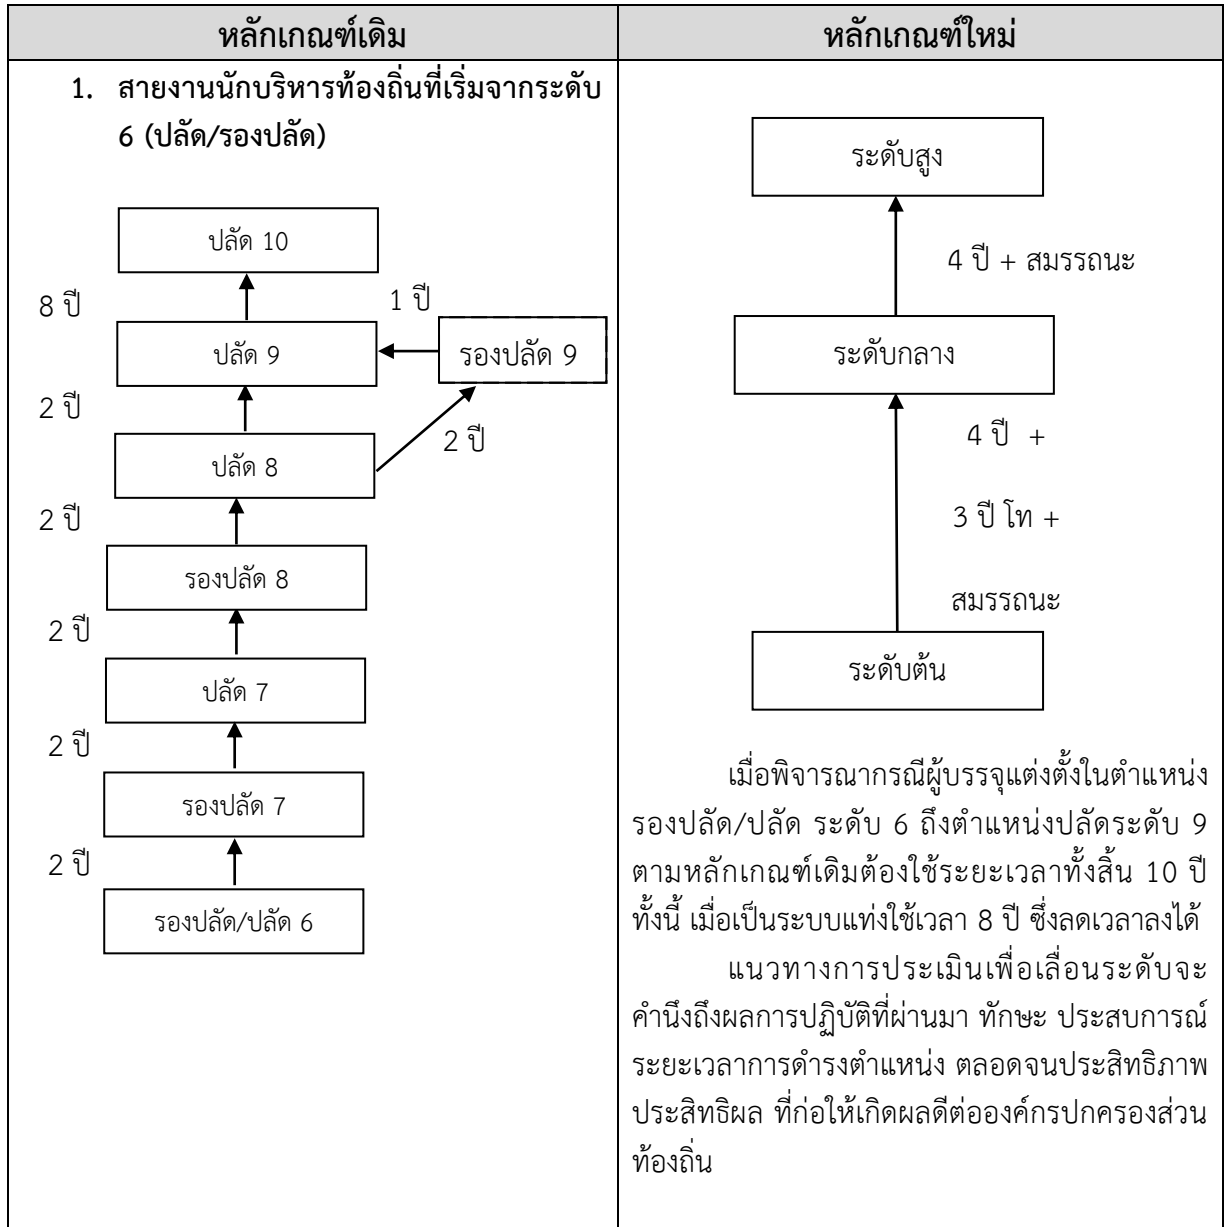 หลักเกณฑ์เดิม
หลักเกณฑ์ใหม่
1. สายงานนักบริหารท้องถิ่นที่เริ่มจากระดับ
6 (ปลัด/รองปลัด)
ปลัด 10
8 ปี
1 ปี
ปลัด 9
รองปลัด 9
2 ปี
2 ปี
ปลัด 8
2 ปี
รองปลัด 8
2 ปี
ปลัด 7
2 ปี
รองปลัด 7
2 ปี
รองปลัด/ปลัด 6
ระดับสูง
4 ปี + สมรรถนะ
ระดับกลาง
4 ปี +
3 ปี โท +
สมรรถนะ
ระดับต้น
เมื่อพิจารณากรณีผู้บรรจุแต่งตั้งในตำแหน่ง
รองปลัด/ปลัด ระดับ 6 ถึงตำแหน่งปลัดระดับ 9
ตามหลักเกณฑ์เดิมต้องใช้ระยะเวลาทั้งสิ้น 10 ปี
ทั้งนี้ เมื่อเป็นระบบแท่งใช้เวลา 8 ปี ซึ่งลดเวลาลงได้
แนวทางการประเมินเพื่อเลื่อนระดับจะ
คำนึงถึงผลการปฏิบัติที่ผ่านมา ทักษะ ประสบการณ์
ระยะเวลาการดำรงตำแหน่ง ตลอดจนประสิทธิภาพ
ประสิทธิผล ที่ก่อให้เกิดผลดีต่อองค์กรปกครองส่วน
ท้องถิ่น